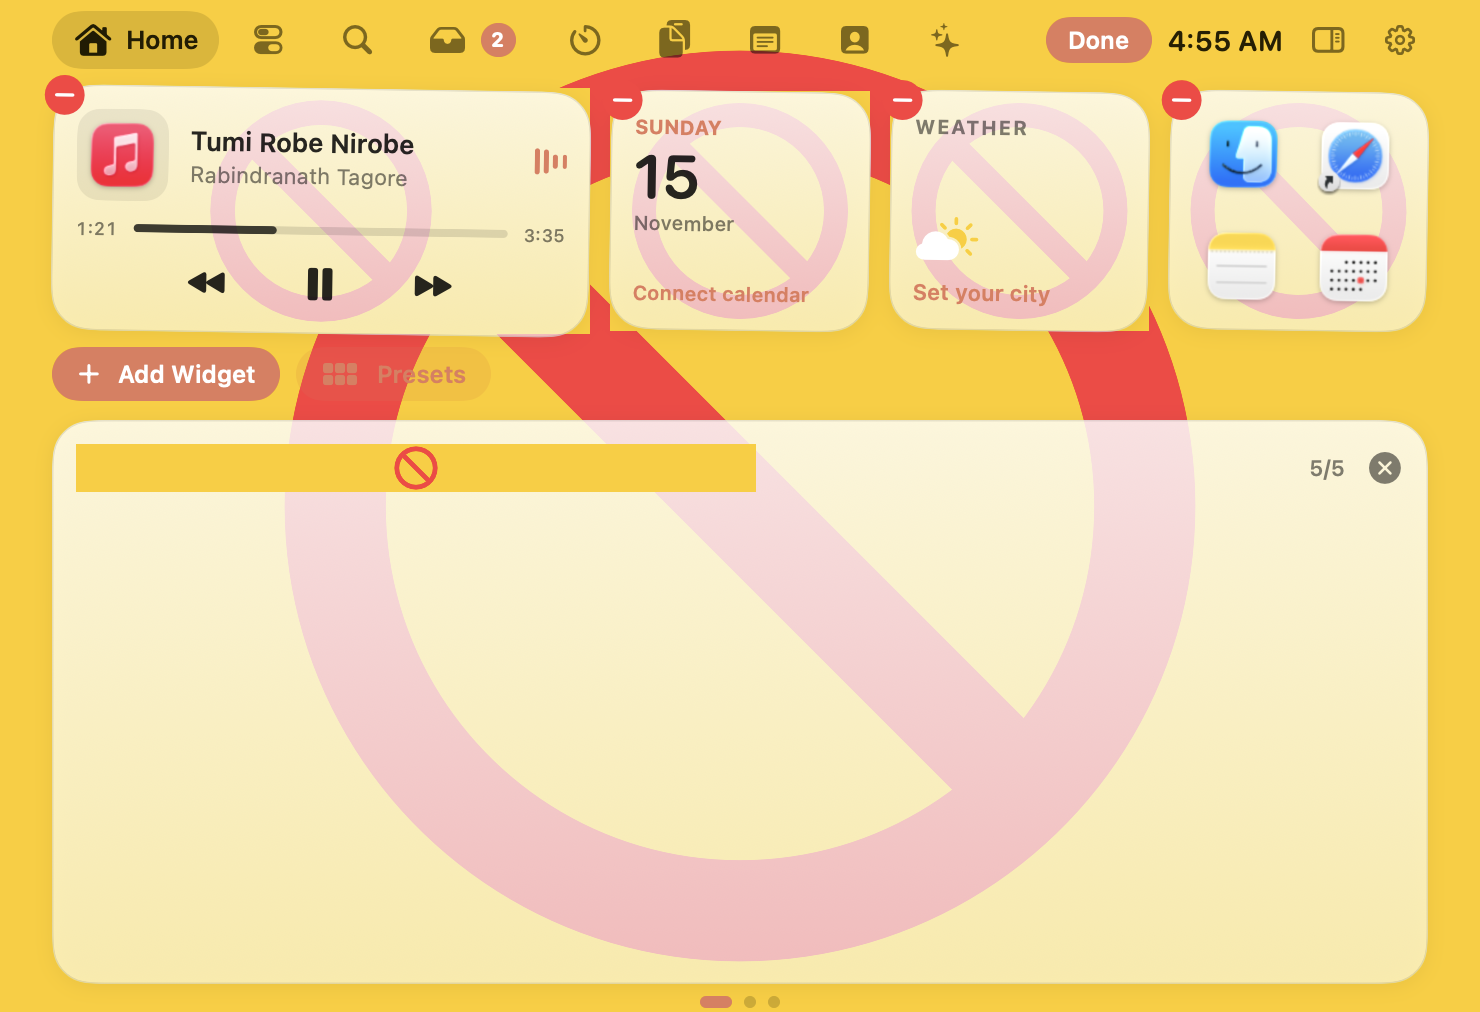 Home
2
Done
4:55 AM
Tumi Robe Nirobe
Rabindranath Tagore
1:21
3:35
SUNDAY
15
November
Connect calendar
WEATHER
Set your city
Add Widget
Presets
5/5